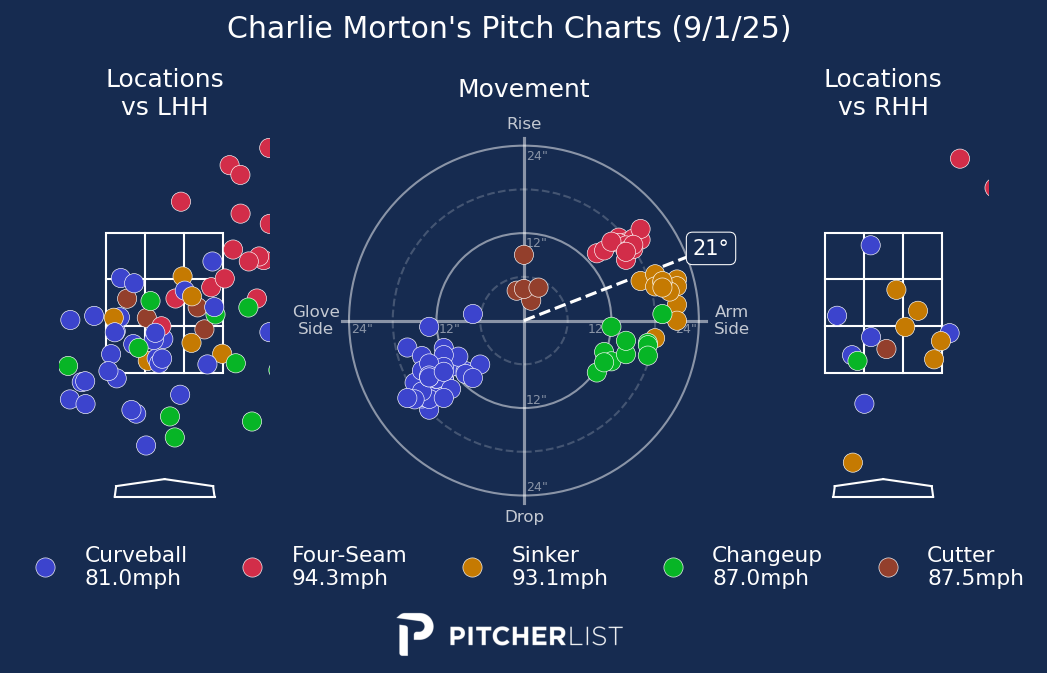 Charlie Morton's Pitch Charts (9/1/25)
Locations
vs LHH
Movement
Locations
vs RHH
Rise
24"
12"
21°
Glove
Side
24"
12"
12"
24"
Arm
Side
12"
24"
Drop
Curveball
81.0mph
Four-Seam
94.3mph
Sinker
93.1mph
Changeup
87.0mph
Cutter
87.5mph
PITCHERLIST